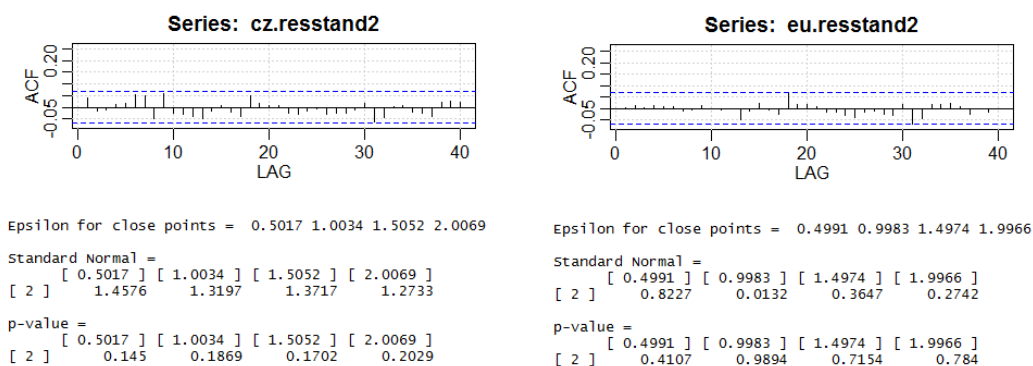 Series: cz.resstand2
ACF
-0.05 0.20
0 10 20 30 40
LAG
Epsilon for close points = 0.5017 1.0034 1.5052 2.0069
Standard Normal =
[ 0.5017 ] [ 1.0034 ] [ 1.5052 ] [ 2.0069 ]
[ 2 ] 1.4576 1.3197 1.3717 1.2733
p-value =
[ 0.5017 ] [ 1.0034 ] [ 1.5052 ] [ 2.0069 ]
[ 2 ] 0.145 0.1869 0.1702 0.2029
Series: eu.resstand2
ACF
-0.05 0.20
0 10 20 30 40
LAG
Epsilon for close points = 0.4991 0.9983 1.4974 1.9966
Standard Normal =
[ 0.4991 ] [ 0.9983 ] [ 1.4974 ] [ 1.9966 ]
[ 2 ] 0.8227 0.0132 0.3647 0.2742
p-value =
[ 0.4991 ] [ 0.9983 ] [ 1.4974 ] [ 1.9966 ]
[ 2 ] 0.4107 0.9894 0.7154 0.784